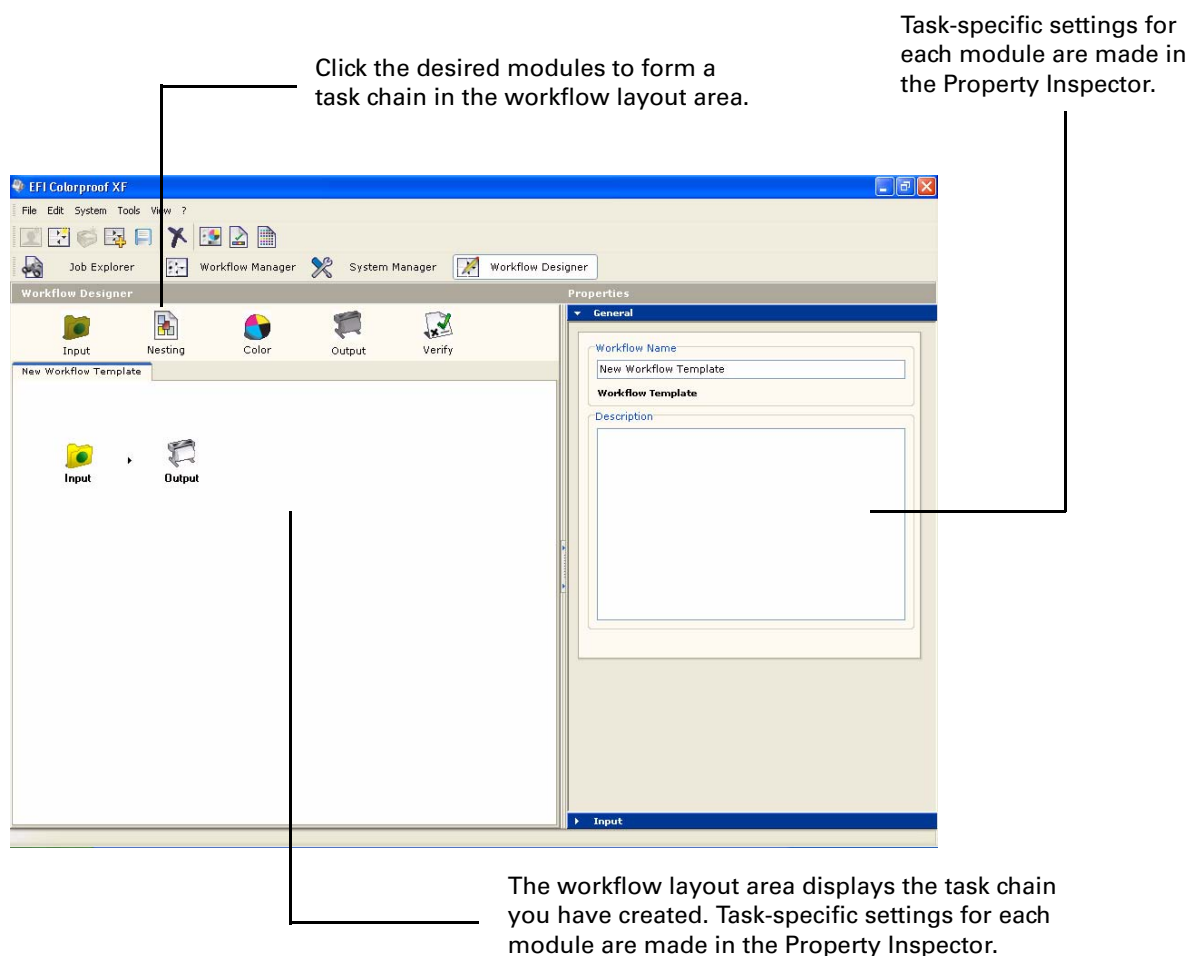 Task-specific settings for
each module are made in
the Property Inspector.
Click the desired modules to form a
task chain in the workflow layout area.
EFI Colorproof XF
File Edit System Tools View ?
Job Explorer Workflow Manager System Manager Workflow Designer
Workflow Designer
Properties
General
Input Nesting Color Output Verify
Workflow Name
New Workflow Template
New Workflow Template
Workflow Template
Description
Input Output
Input
The workflow layout area displays the task chain
you have created. Task-specific settings for each
module are made in the Property Inspector.